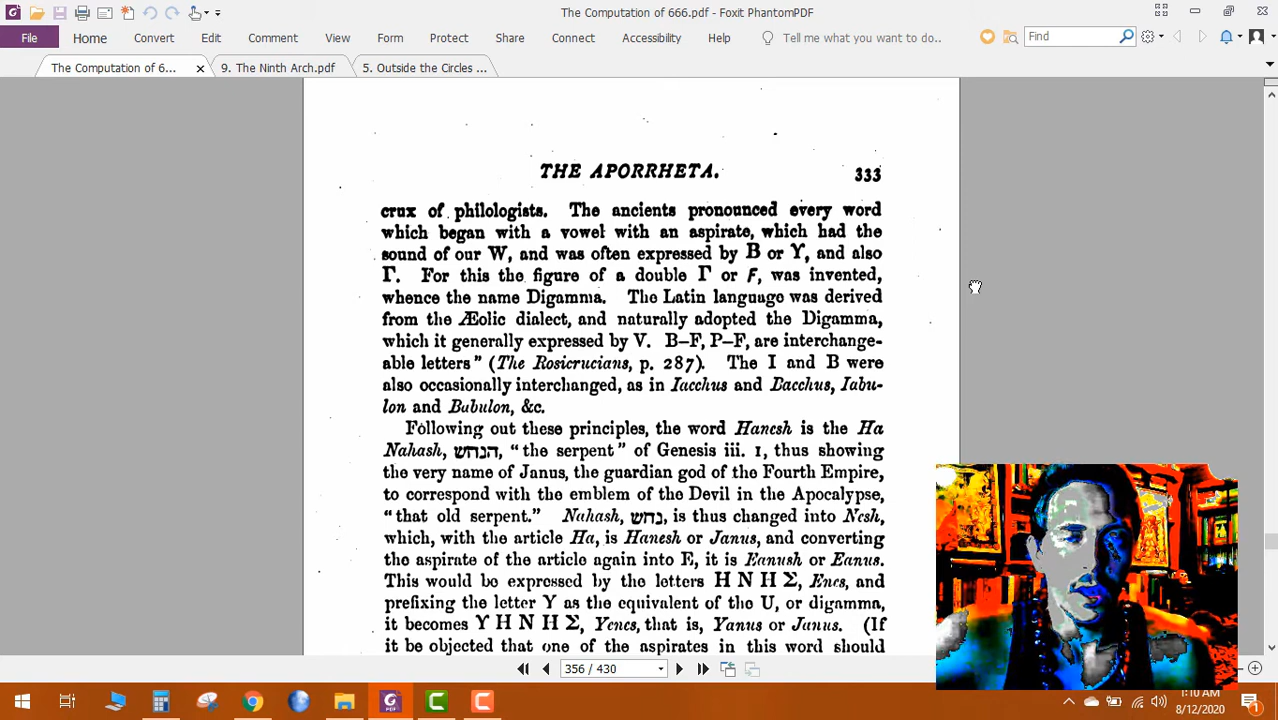 The Computation of 666.pdf - Foxit PhantomPDF
File Home Convert Edit Comment View Form Protect Share Connect Accessibility Help Tell me what you want to do.. Find
The Computation of 6... 9. The Ninth Arch.pdf 5. Outside the Circles ...
THE APORRHETA. 333
crux of philologists. The ancients pronounced every word
which began with a vowel with an aspirate, which had the
sound of our W, and was often expressed by B or Y, and also
Γ. For this the figure of a double Γ or F, was invented,
whence the name Digamma. The Latin language was derived
from the Æolic dialect, and naturally adopted the Digamma,
which it generally expressed by V. B–F, P–F, are interchange-
able letters" (The Rosicrucians, p. 287). The I and B were
also occasionally interchanged, as in Iacchus and Bacchus, Iabu-
lon and Babulon, &c.
Following out these principles, the word Hanesh is the Ha
Nahash, הנחש, "the serpent" of Genesis iii. 1, thus showing
the very name of Janus, the guardian god of the Fourth Empire,
to correspond with the emblem of the Devil in the Apocalypse,
"that old serpent." Nahash, נחש, is thus changed into Nesh,
which, with the article Ha, is Hanesh or Janus, and converting
the aspirate of the article again into E, it is Eanush or Eanus.
This would be expressed by the letters Η Ν Η Σ, Enes, and
prefixing the letter Y as the equivalent of the U, or digamma,
it becomes Υ Η Ν Η Σ, Yenes, that is, Yanus or Janus. (If
it be objected that one of the aspirates in this word should
356 / 430
1:10 AM
8/12/2020